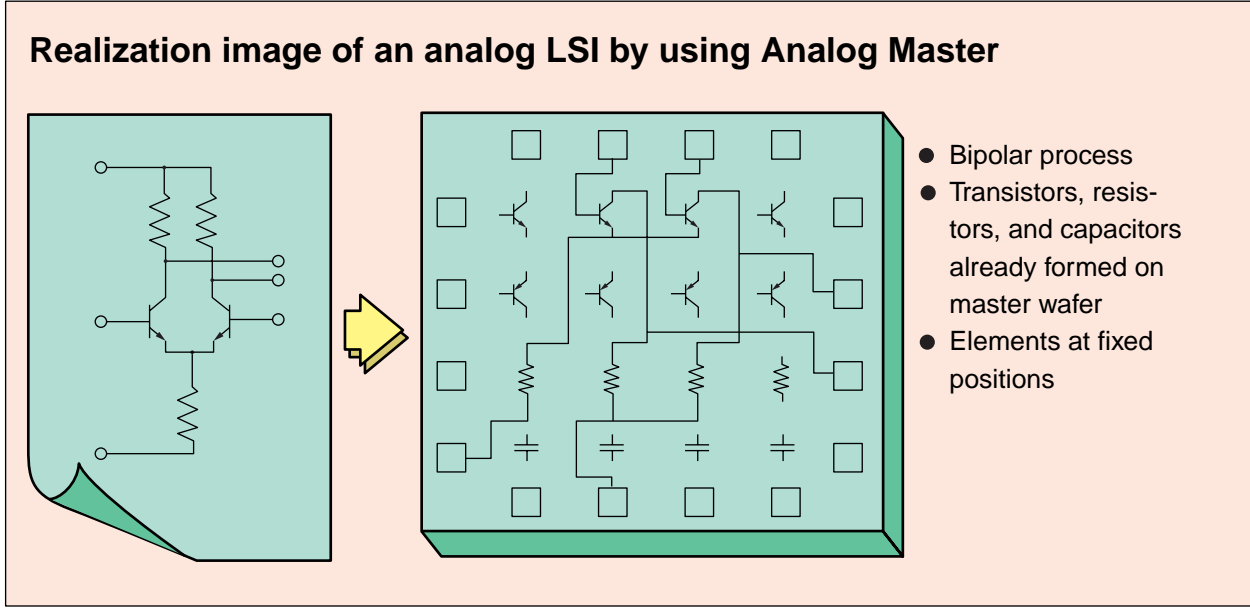 Realization image of an analog LSI by using Analog Master
● Bipolar process
● Transistors, resis-
tors, and capacitors
already formed on
master wafer
● Elements at fixed
positions